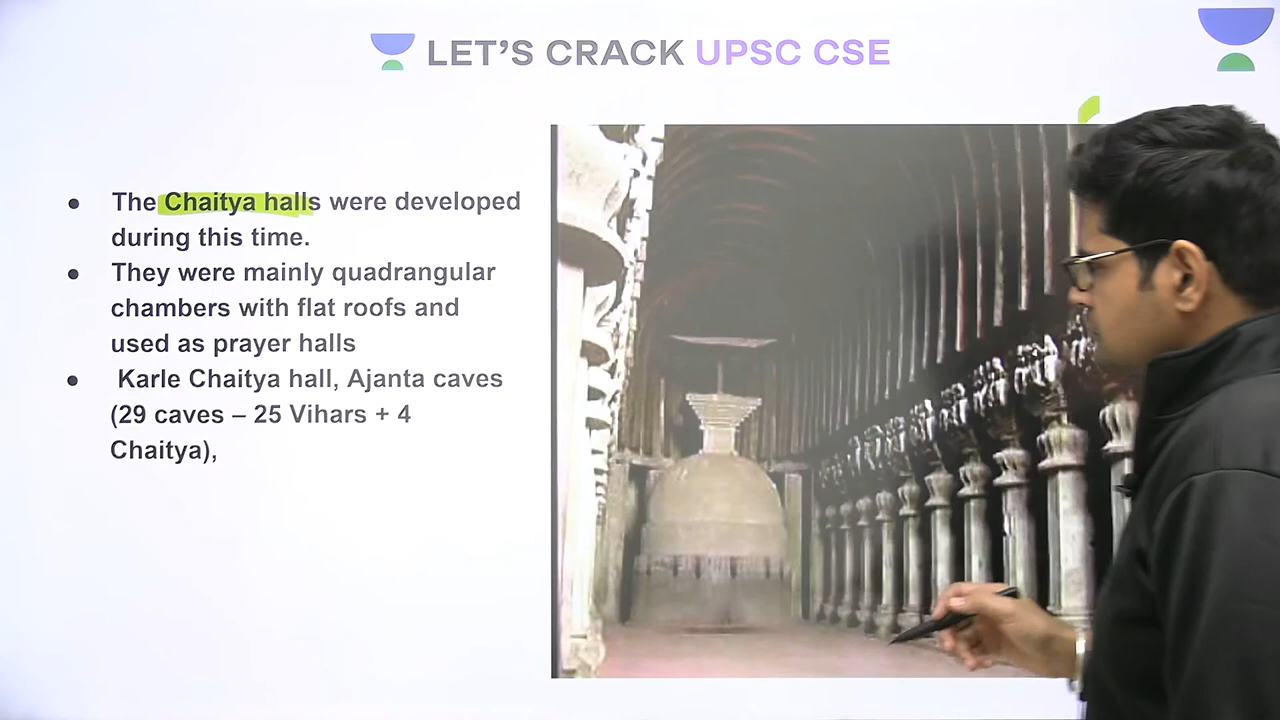 LET'S CRACK UPSC CSE
● The Chaitya halls were developed
during this time.
● They were mainly quadrangular
chambers with flat roofs and
used as prayer halls
● Karle Chaitya hall, Ajanta caves
(29 caves – 25 Vihars + 4
Chaitya),